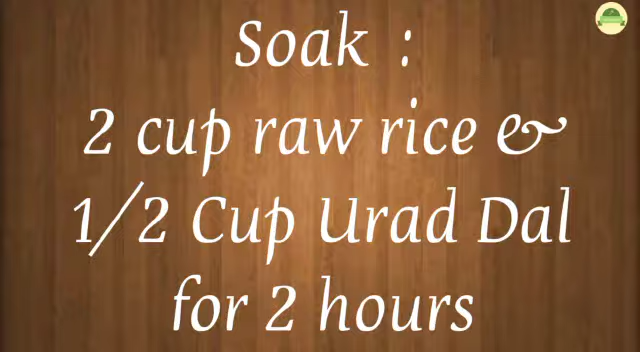 Soak :
2 cup raw rice &
1/2 Cup Urad Dal
for 2 hours